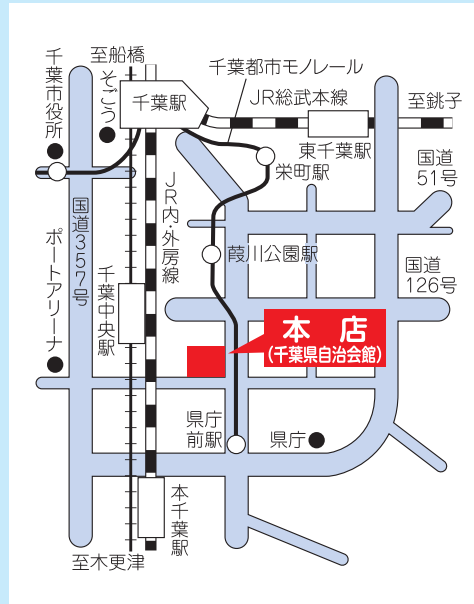 至船橋
千葉市役所
そごう
千葉駅
千葉都市モノレール
JR総武本線
至銚子
東千葉駅
栄町駅
国道
51号
JR内・外房線
国道357号
ポートアリーナ
千葉中央駅
葭川公園駅
国道
126号
本店
(千葉県自治会館)
県庁
前駅
県庁
本千葉駅
至木更津